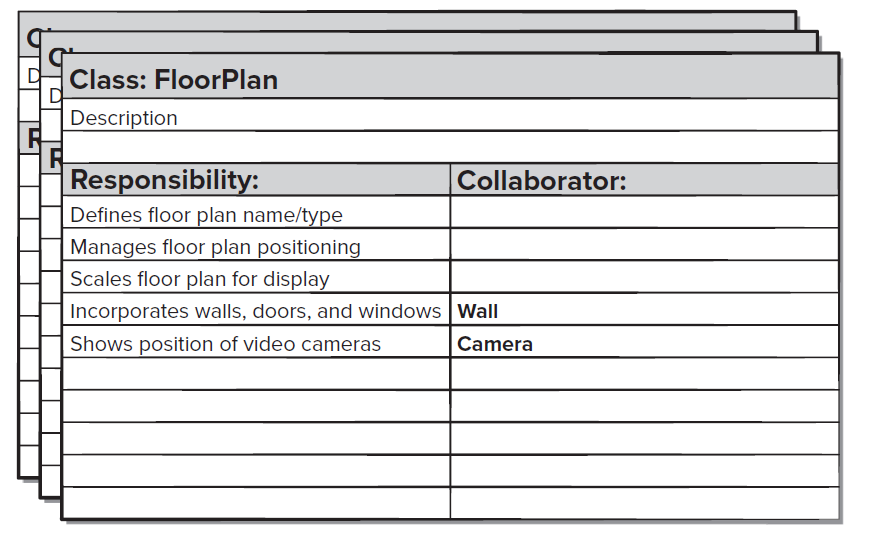 Class: FloorPlan
Description
Responsibility: Collaborator:
Defines floor plan name/type
Manages floor plan positioning
Scales floor plan for display
Incorporates walls, doors, and windows Wall
Shows position of video cameras Camera